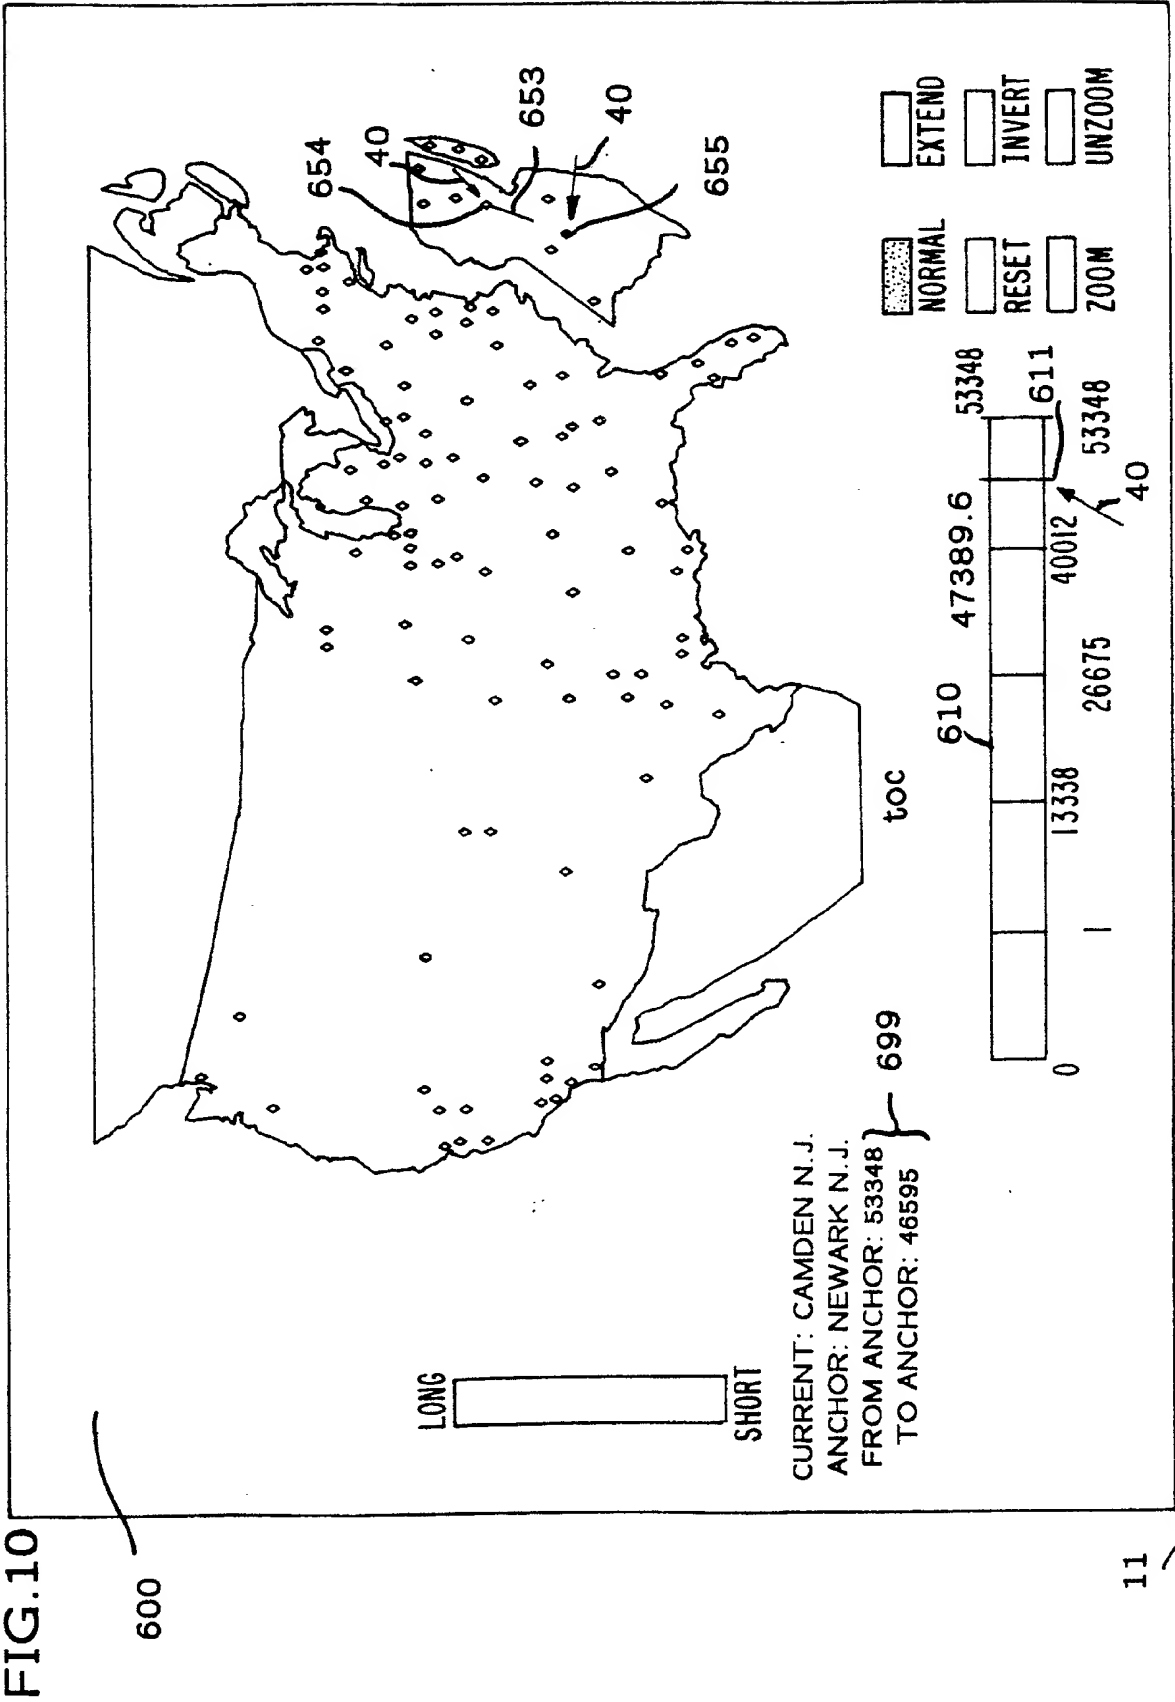 FIG.10
600
11
654
40
653
40
655
LONG
SHORT
CURRENT: CAMDEN N.J.
ANCHOR: NEWARK N.J.
FROM ANCHOR: 53348
TO ANCHOR: 46595
699
toc
610
47389.6
53348
611
0
1
13338
26675
40012
53348
40
NORMAL
EXTEND
RESET
INVERT
ZOOM
UNZOOM